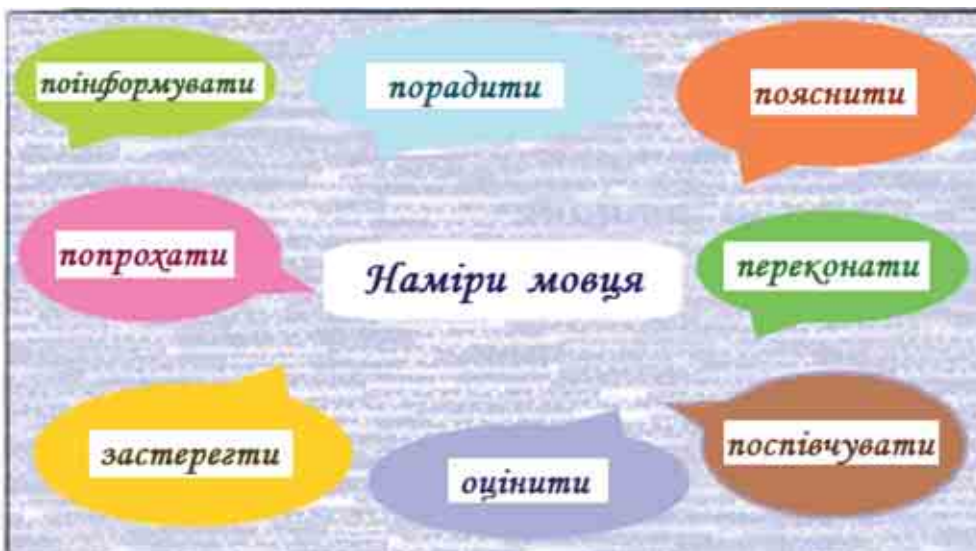 поінформувати
порадити
пояснити
попрохати
Наміри мовця
переконати
застерегти
оцінити
поспівчувати